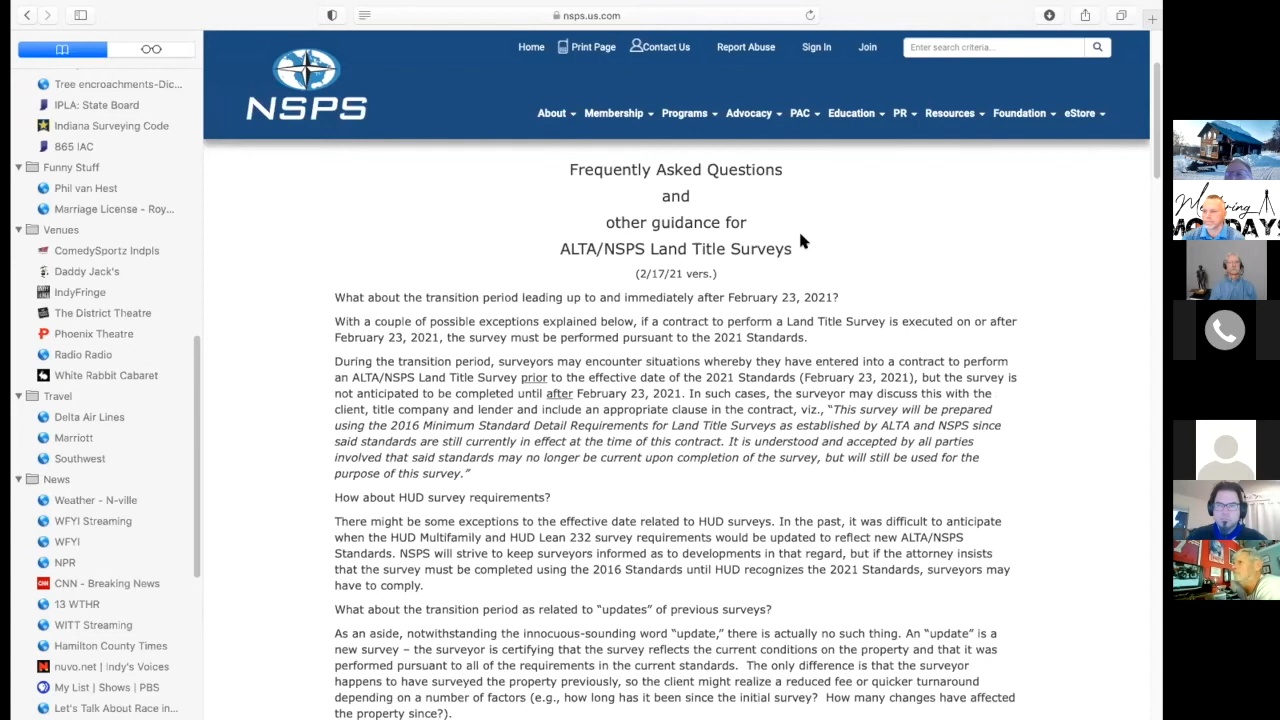 nsps.us.com
Tree encroachments-Dic...
IPLA: State Board
Indiana Surveying Code
865 IAC
Funny Stuff
Phil van Hest
Marriage License - Roy...
Venues
ComedySportz Indpls
Daddy Jack's
IndyFringe
The District Theatre
Phoenix Theatre
Radio Radio
White Rabbit Cabaret
Travel
Delta Air Lines
Marriott
Southwest
News
Weather - N-ville
WFYI Streaming
WFYI
NPR
CNN - Breaking News
13 WTHR
WITT Streaming
Hamilton County Times
nuvo.net | Indy's Voices
My List | Shows | PBS
Let's Talk About Race in...
Home Print Page Contact Us Report Abuse Sign In Join Enter search criteria...
NSPS
About Membership Programs Advocacy PAC Education PR Resources Foundation eStore
Frequently Asked Questions
and
other guidance for
ALTA/NSPS Land Title Surveys
(2/17/21 vers.)
What about the transition period leading up to and immediately after February 23, 2021?
With a couple of possible exceptions explained below, if a contract to perform a Land Title Survey is executed on or after
February 23, 2021, the survey must be performed pursuant to the 2021 Standards.
During the transition period, surveyors may encounter situations whereby they have entered into a contract to perform
an ALTA/NSPS Land Title Survey prior to the effective date of the 2021 Standards (February 23, 2021), but the survey is
not anticipated to be completed until after February 23, 2021. In such cases, the surveyor may discuss this with the
client, title company and lender and include an appropriate clause in the contract, viz., “This survey will be prepared
using the 2016 Minimum Standard Detail Requirements for Land Title Surveys as established by ALTA and NSPS since
said standards are still currently in effect at the time of this contract. It is understood and accepted by all parties
involved that said standards may no longer be current upon completion of the survey, but will still be used for the
purpose of this survey.”
How about HUD survey requirements?
There might be some exceptions to the effective date related to HUD surveys. In the past, it was difficult to anticipate
when the HUD Multifamily and HUD Lean 232 survey requirements would be updated to reflect new ALTA/NSPS
Standards. NSPS will strive to keep surveyors informed as to developments in that regard, but if the attorney insists
that the survey must be completed using the 2016 Standards until HUD recognizes the 2021 Standards, surveyors may
have to comply.
What about the transition period as related to “updates” of previous surveys?
As an aside, notwithstanding the innocuous-sounding word “update,” there is actually no such thing. An “update” is a
new survey – the surveyor is certifying that the survey reflects the current conditions on the property and that it was
performed pursuant to all of the requirements in the current standards. The only difference is that the surveyor
happens to have surveyed the property previously, so the client might realize a reduced fee or quicker turnaround
depending on a number of factors (e.g., how long has it been since the initial survey? How many changes have affected
the property since?).